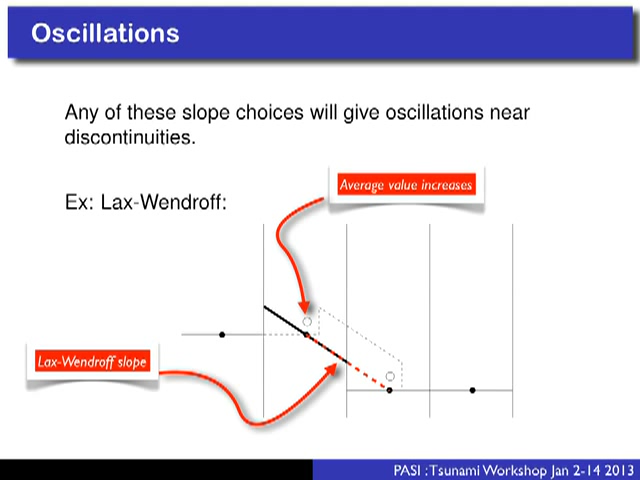 Oscillations
Any of these slope choices will give oscillations near
discontinuities.
Average value increases
Ex: Lax-Wendroff:
Lax-Wendroff slope
PASI : Tsunami Workshop Jan 2-14 2013